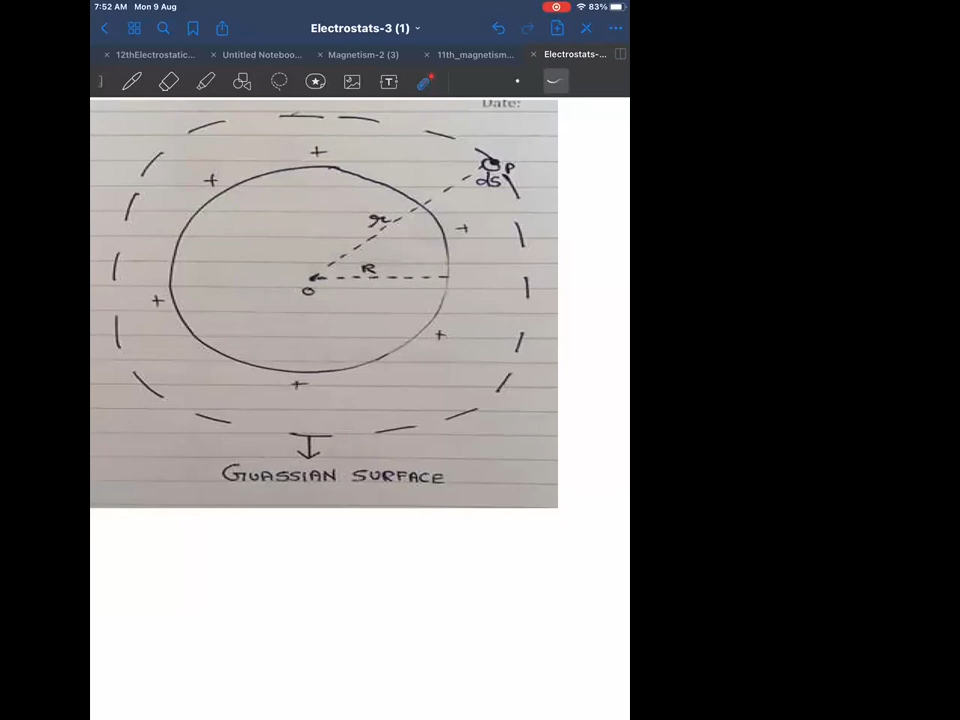 7:52 AM Mon 9 Aug
83%
Electrostats-3 (1)
12thElectrostatic...
Untitled Noteboo...
Magnetism-2 (3)
11th_magnetism...
Electrostats-...
Date:
+
+
P
ds
r
+
R
O
+
+
+
GUASSIAN SURFACE